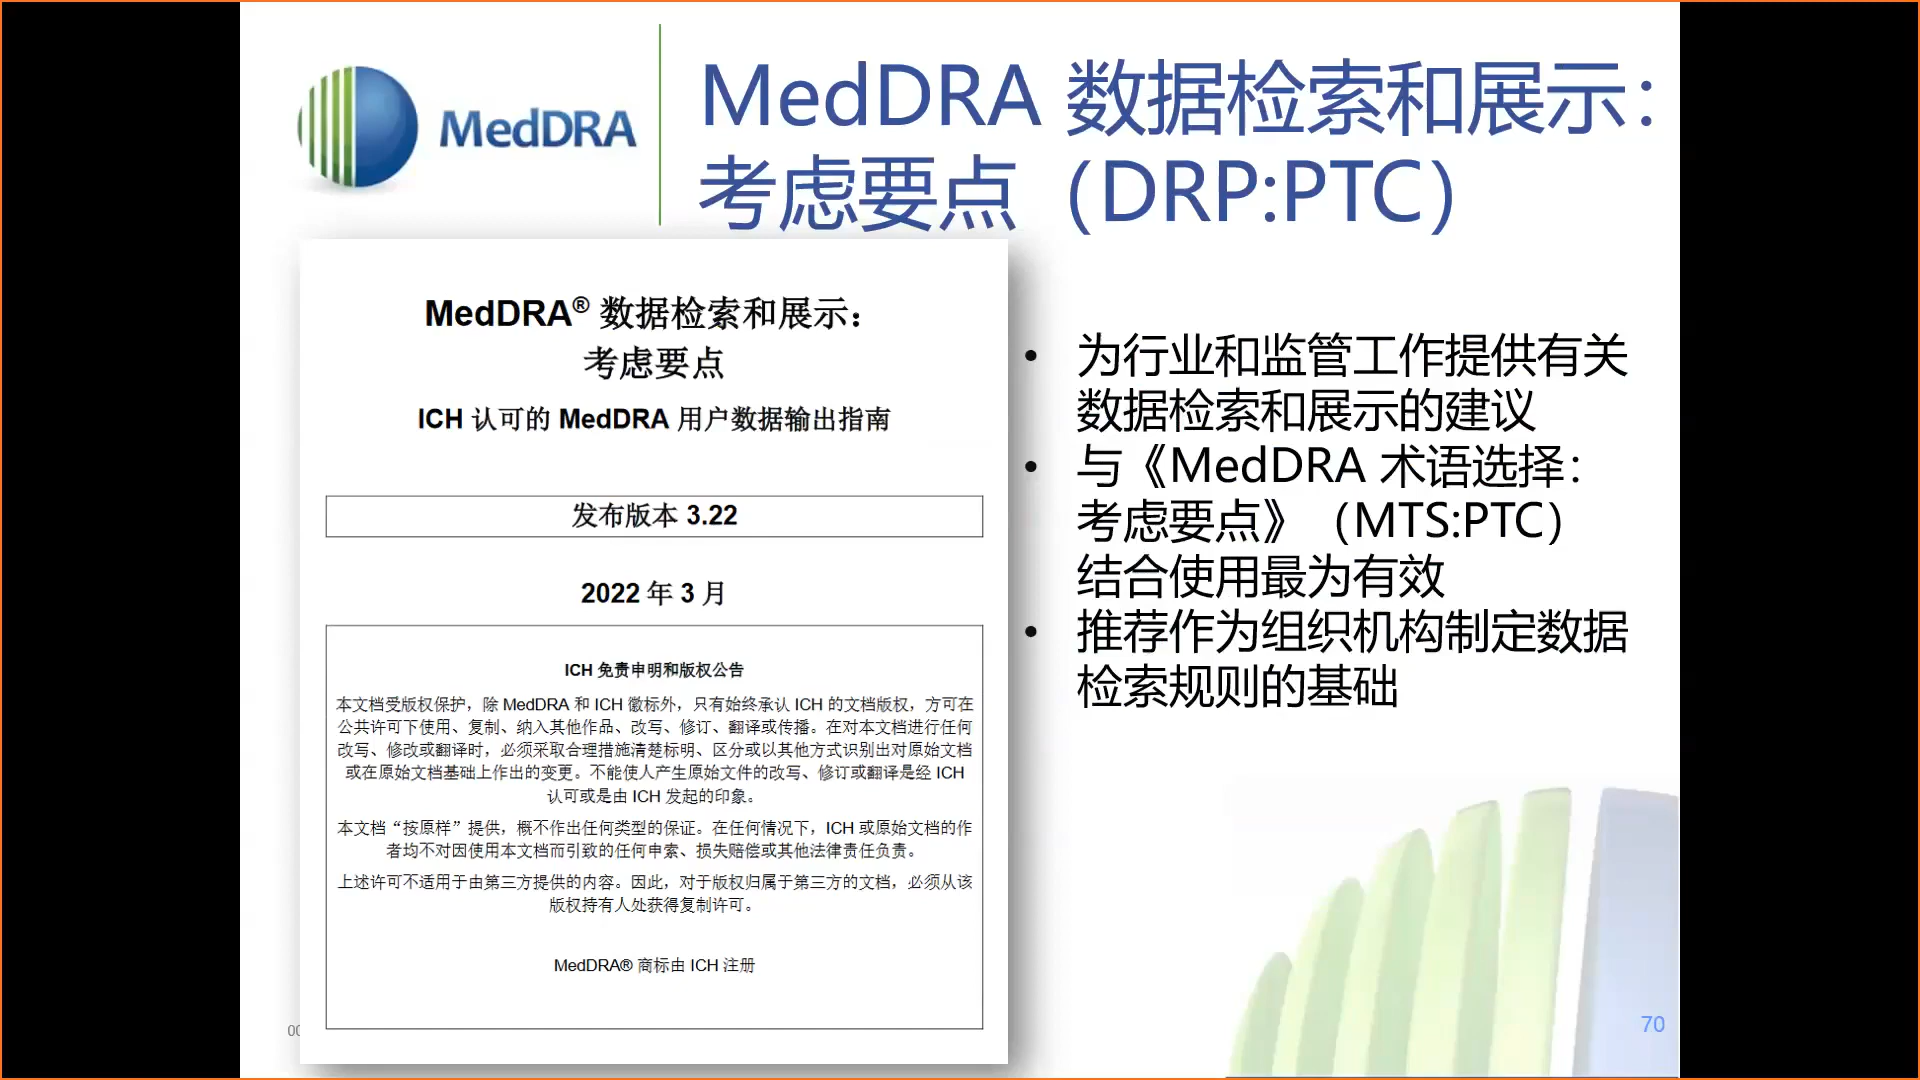 MedDRA
MedDRA 数据检索和展示：
考虑要点（DRP:PTC）
MedDRA® 数据检索和展示：
考虑要点
ICH 认可的 MedDRA 用户数据输出指南
发布版本 3.22
2022 年 3 月
ICH 免责申明和版权公告
本文档受版权保护，除 MedDRA 和 ICH 徽标外，只有始终承认 ICH 的文档版权，方可在
公共许可下使用、复制、纳入其他作品、改写、修订、翻译或传播。在对本文档进行任何
改写、修改或翻译时，必须采取合理措施清楚标明、区分或以其他方式识别出对原始文档
或在原始文档基础上作出的变更。不能使人产生原始文件的改写、修订或翻译是经 ICH
认可或是由 ICH 发起的印象。
本文档“按原样”提供，概不作出任何类型的保证。在任何情况下，ICH 或原始文档的作
者均不对因使用本文档而引致的任何申索、损失赔偿或其他法律责任负责。
上述许可不适用于由第三方提供的内容。因此，对于版权归属于第三方的文档，必须从该
版权持有人处获得复制许可。
MedDRA® 商标由 ICH 注册
• 为行业和监管工作提供有关
数据检索和展示的建议
• 与《MedDRA 术语选择：
考虑要点》（MTS:PTC）
结合使用最为有效
• 推荐作为组织机构制定数据
检索规则的基础
70